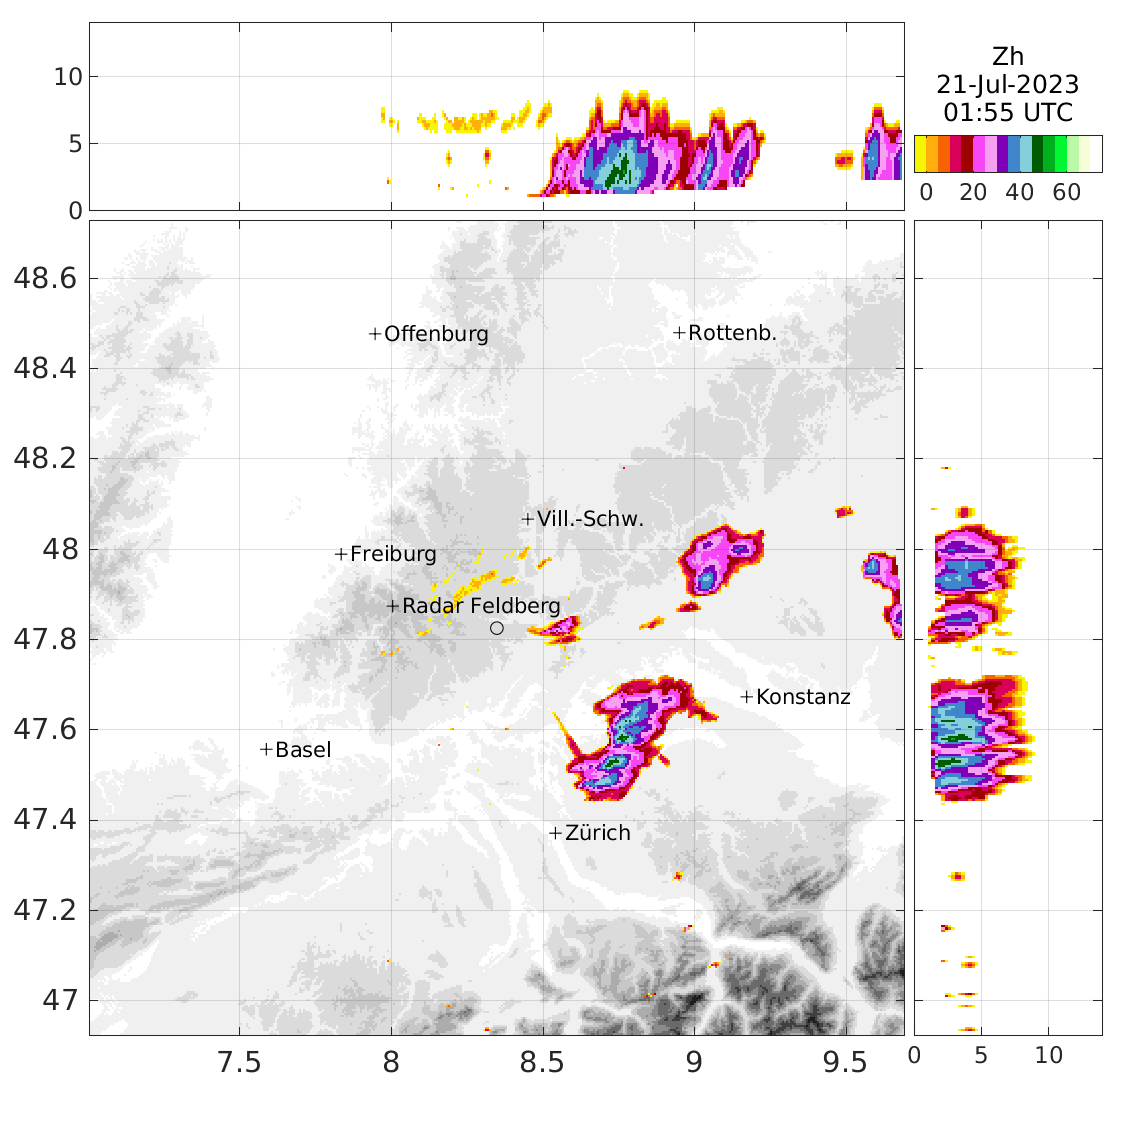 10
5
0
Zh
21-Jul-2023
01:55 UTC
0 20 40 60
48.6
48.4
48.2
48
47.8
47.6
47.4
47.2
47
+Offenburg
+Rottenb.
+Vill.-Schw.
+Freiburg
+Radar Feldberg
+Konstanz
+Basel
+Zürich
7.5 8 8.5 9 9.5
0 5 10